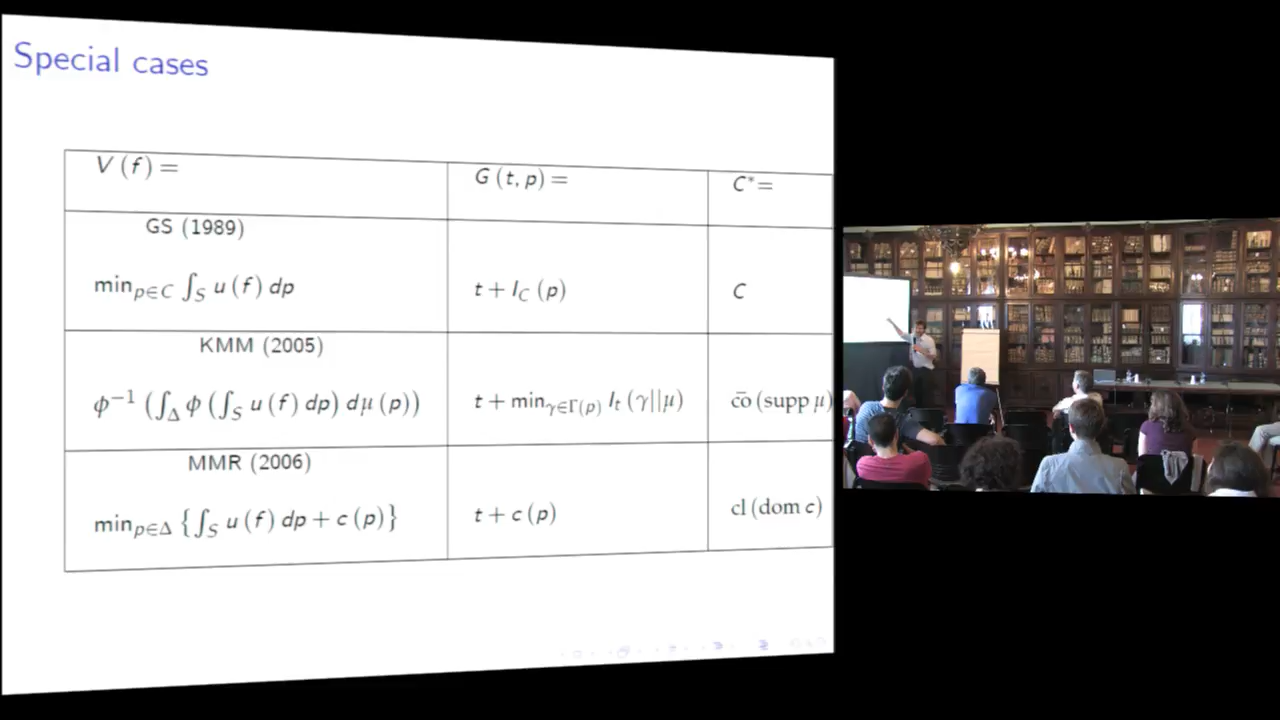 Special cases
V (f) = G (t, p) = C* =
GS (1989)
min_{p∈C} ∫_S u (f) dp t + I_C (p) C
KMM (2005)
ϕ⁻¹ (∫_Δ ϕ (∫_S u (f) dp) dμ (p)) t + min_{γ∈Γ(p)} I_t (γ||μ) c̄o (supp μ)
MMR (2006)
min_{p∈Δ} {∫_S u (f) dp + c (p)} t + c (p) cl (dom c)